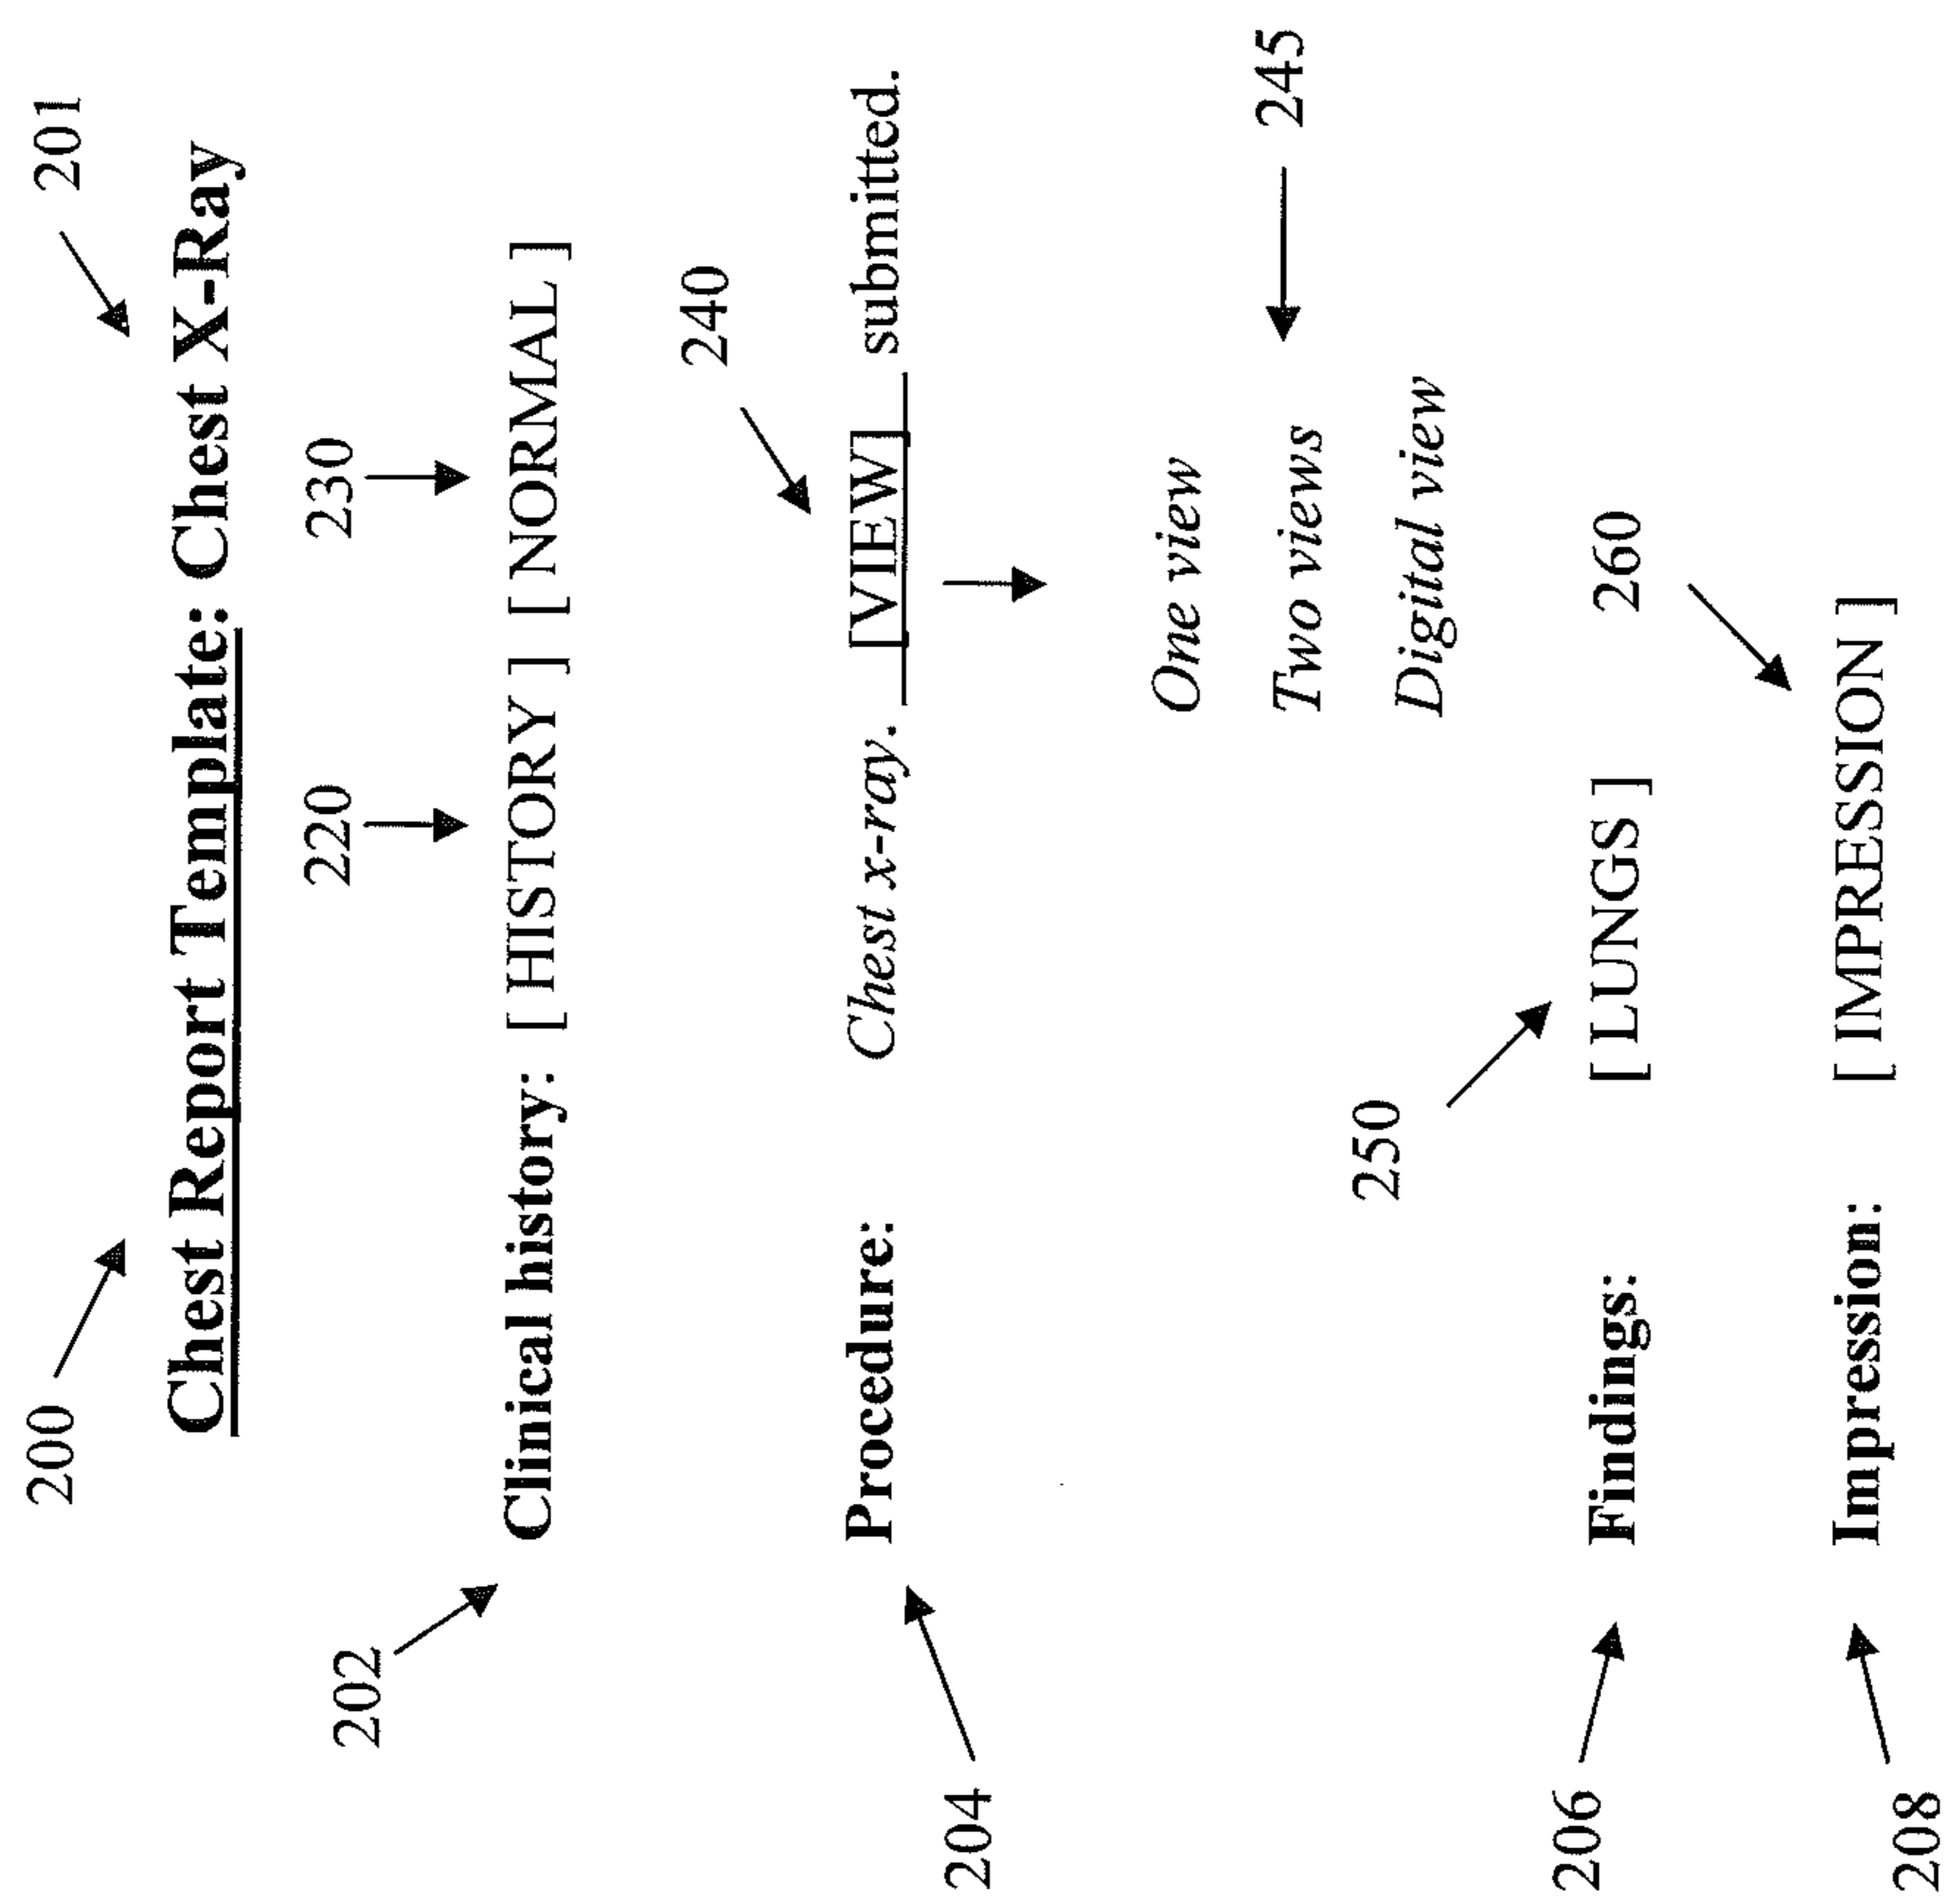 200 201
Chest Report Template: Chest X-Ray
202 220 230
Clinical history: [ HISTORY ] [ NORMAL ]
240
Procedure: Chest x-ray. [VIEW] submitted.
204
One view
Two views 245
Digital view
250 260
206 Findings: [ LUNGS ]
208 Impression: [ IMPRESSION ]